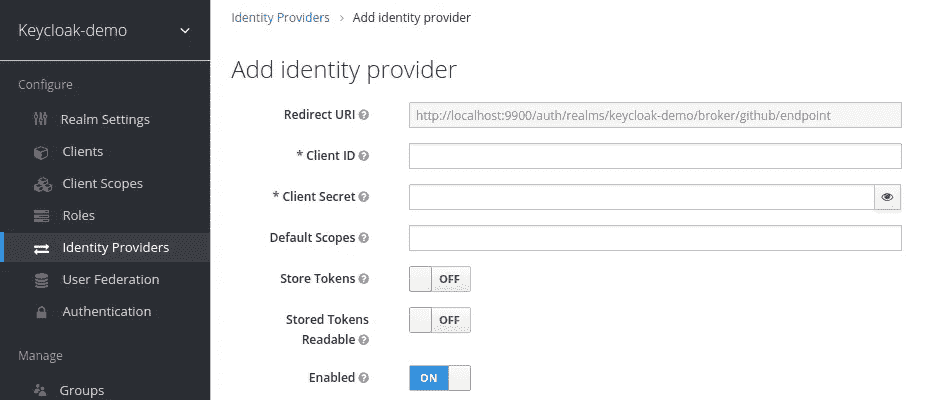 Keycloak-demo
Identity Providers > Add identity provider
Configure
Realm Settings
Clients
Client Scopes
Roles
Identity Providers
User Federation
Authentication
Manage
Groups
Add identity provider
Redirect URI
http://localhost:9900/auth/realms/keycloak-demo/broker/github/endpoint
* Client ID
* Client Secret
Default Scopes
Store Tokens
OFF
Stored Tokens
Readable
OFF
Enabled
ON